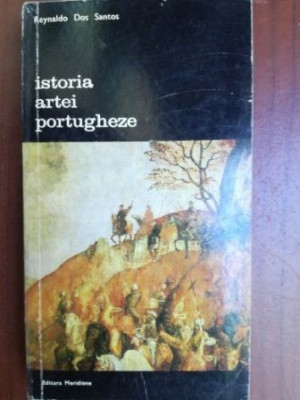 Reynaldo Dos Santos
istoria
artei
portugheze
Editura Meridiane